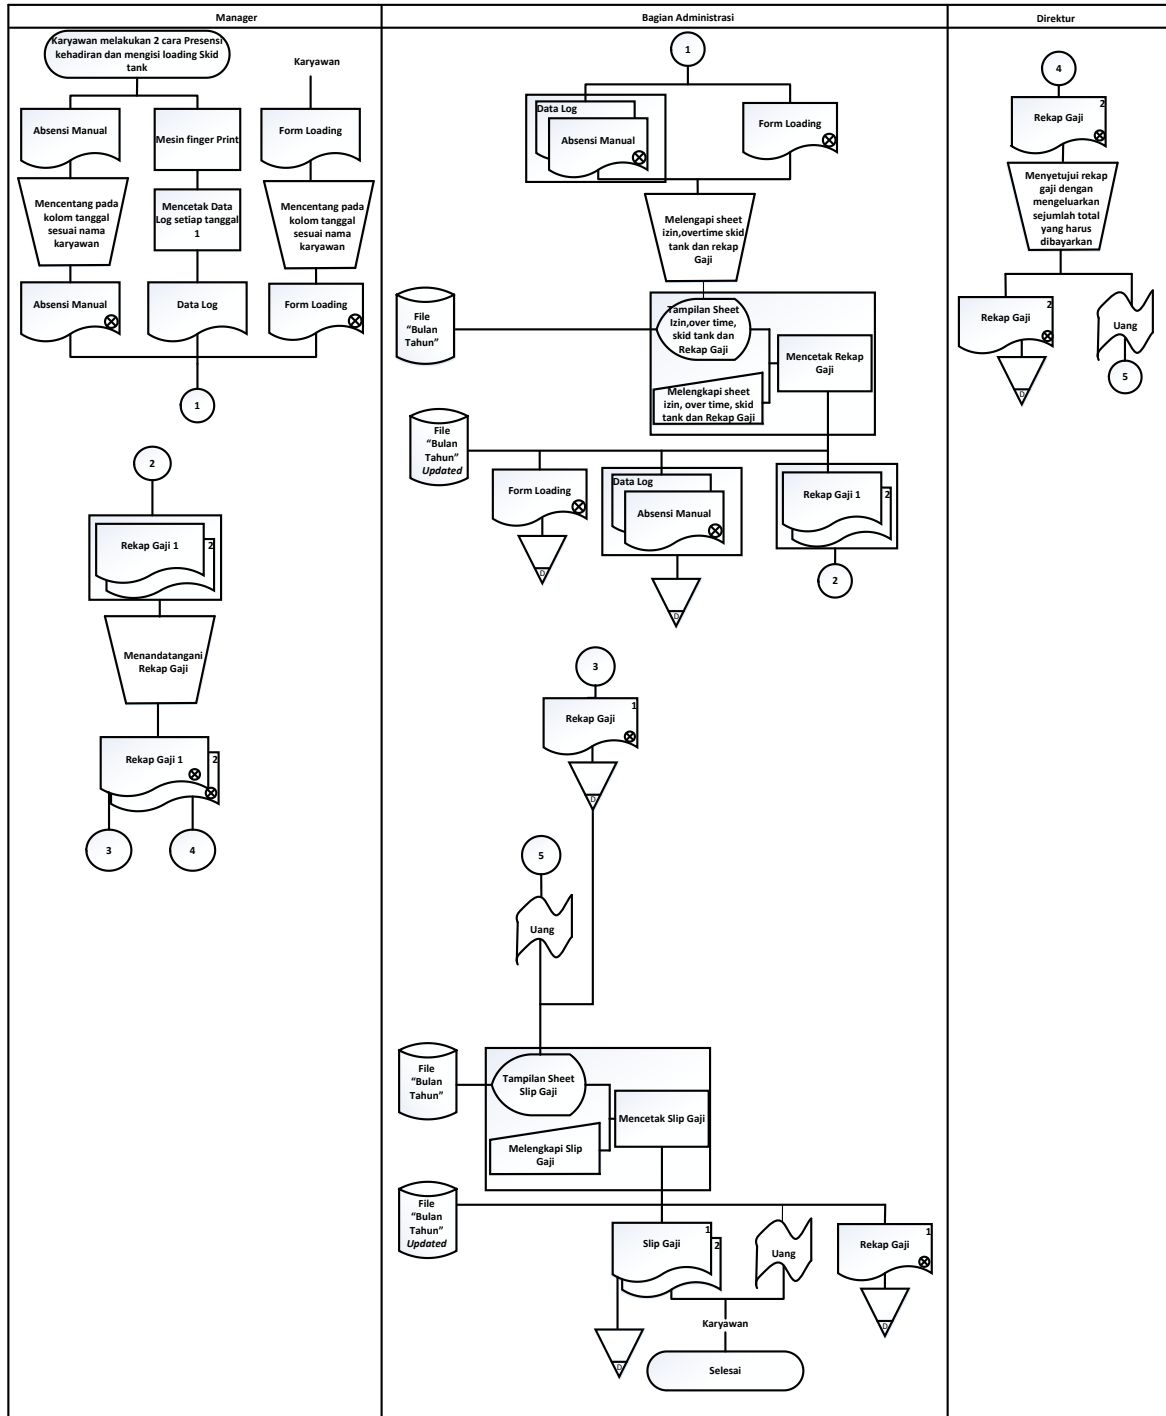 Manager
Bagian Administrasi
Direktur
Karyawan melakukan 2 cara Presensi
kehadiran dan mengisi loading Skid
tank
Karyawan
Absensi Manual
Mesin finger Print
Form Loading
Mencentang pada
kolom tanggal
sesuai nama
karyawan
Mencetak Data
Log setiap tanggal
1
Mencentang pada
kolom tanggal
sesuai nama
karyawan
Absensi Manual
Data Log
Form Loading
1
2
Rekap Gaji 1
2
Menandatangani
Rekap Gaji
Rekap Gaji 1
2
3
4
1
Data Log
Absensi Manual
Form Loading
Melengapi sheet
izin,overtime skid
tank dan rekap
Gaji
File
“Bulan
Tahun”
Tampilan Sheet
Izin,over time,
skid tank dan
Rekap Gaji
Mencetak Rekap
Gaji
Melengkapi sheet
izin, over time, skid
tank dan Rekap Gaji
File
“Bulan
Tahun”
Updated
Form Loading
D
Data Log
Absensi Manual
D
Rekap Gaji 1
2
2
3
1
Rekap Gaji
D
5
Uang
File
“Bulan
Tahun”
Tampilan Sheet
Slip Gaji
Mencetak Slip Gaji
Melengkapi Slip
Gaji
File
“Bulan
Tahun”
Updated
1
Slip Gaji
2
Uang
1
Rekap Gaji
D
D
Karyawan
Selesai
4
2
Rekap Gaji
Menyetujui rekap
gaji dengan
mengeluarkan
sejumlah total
yang harus
dibayarkan
2
Rekap Gaji
D
Uang
5